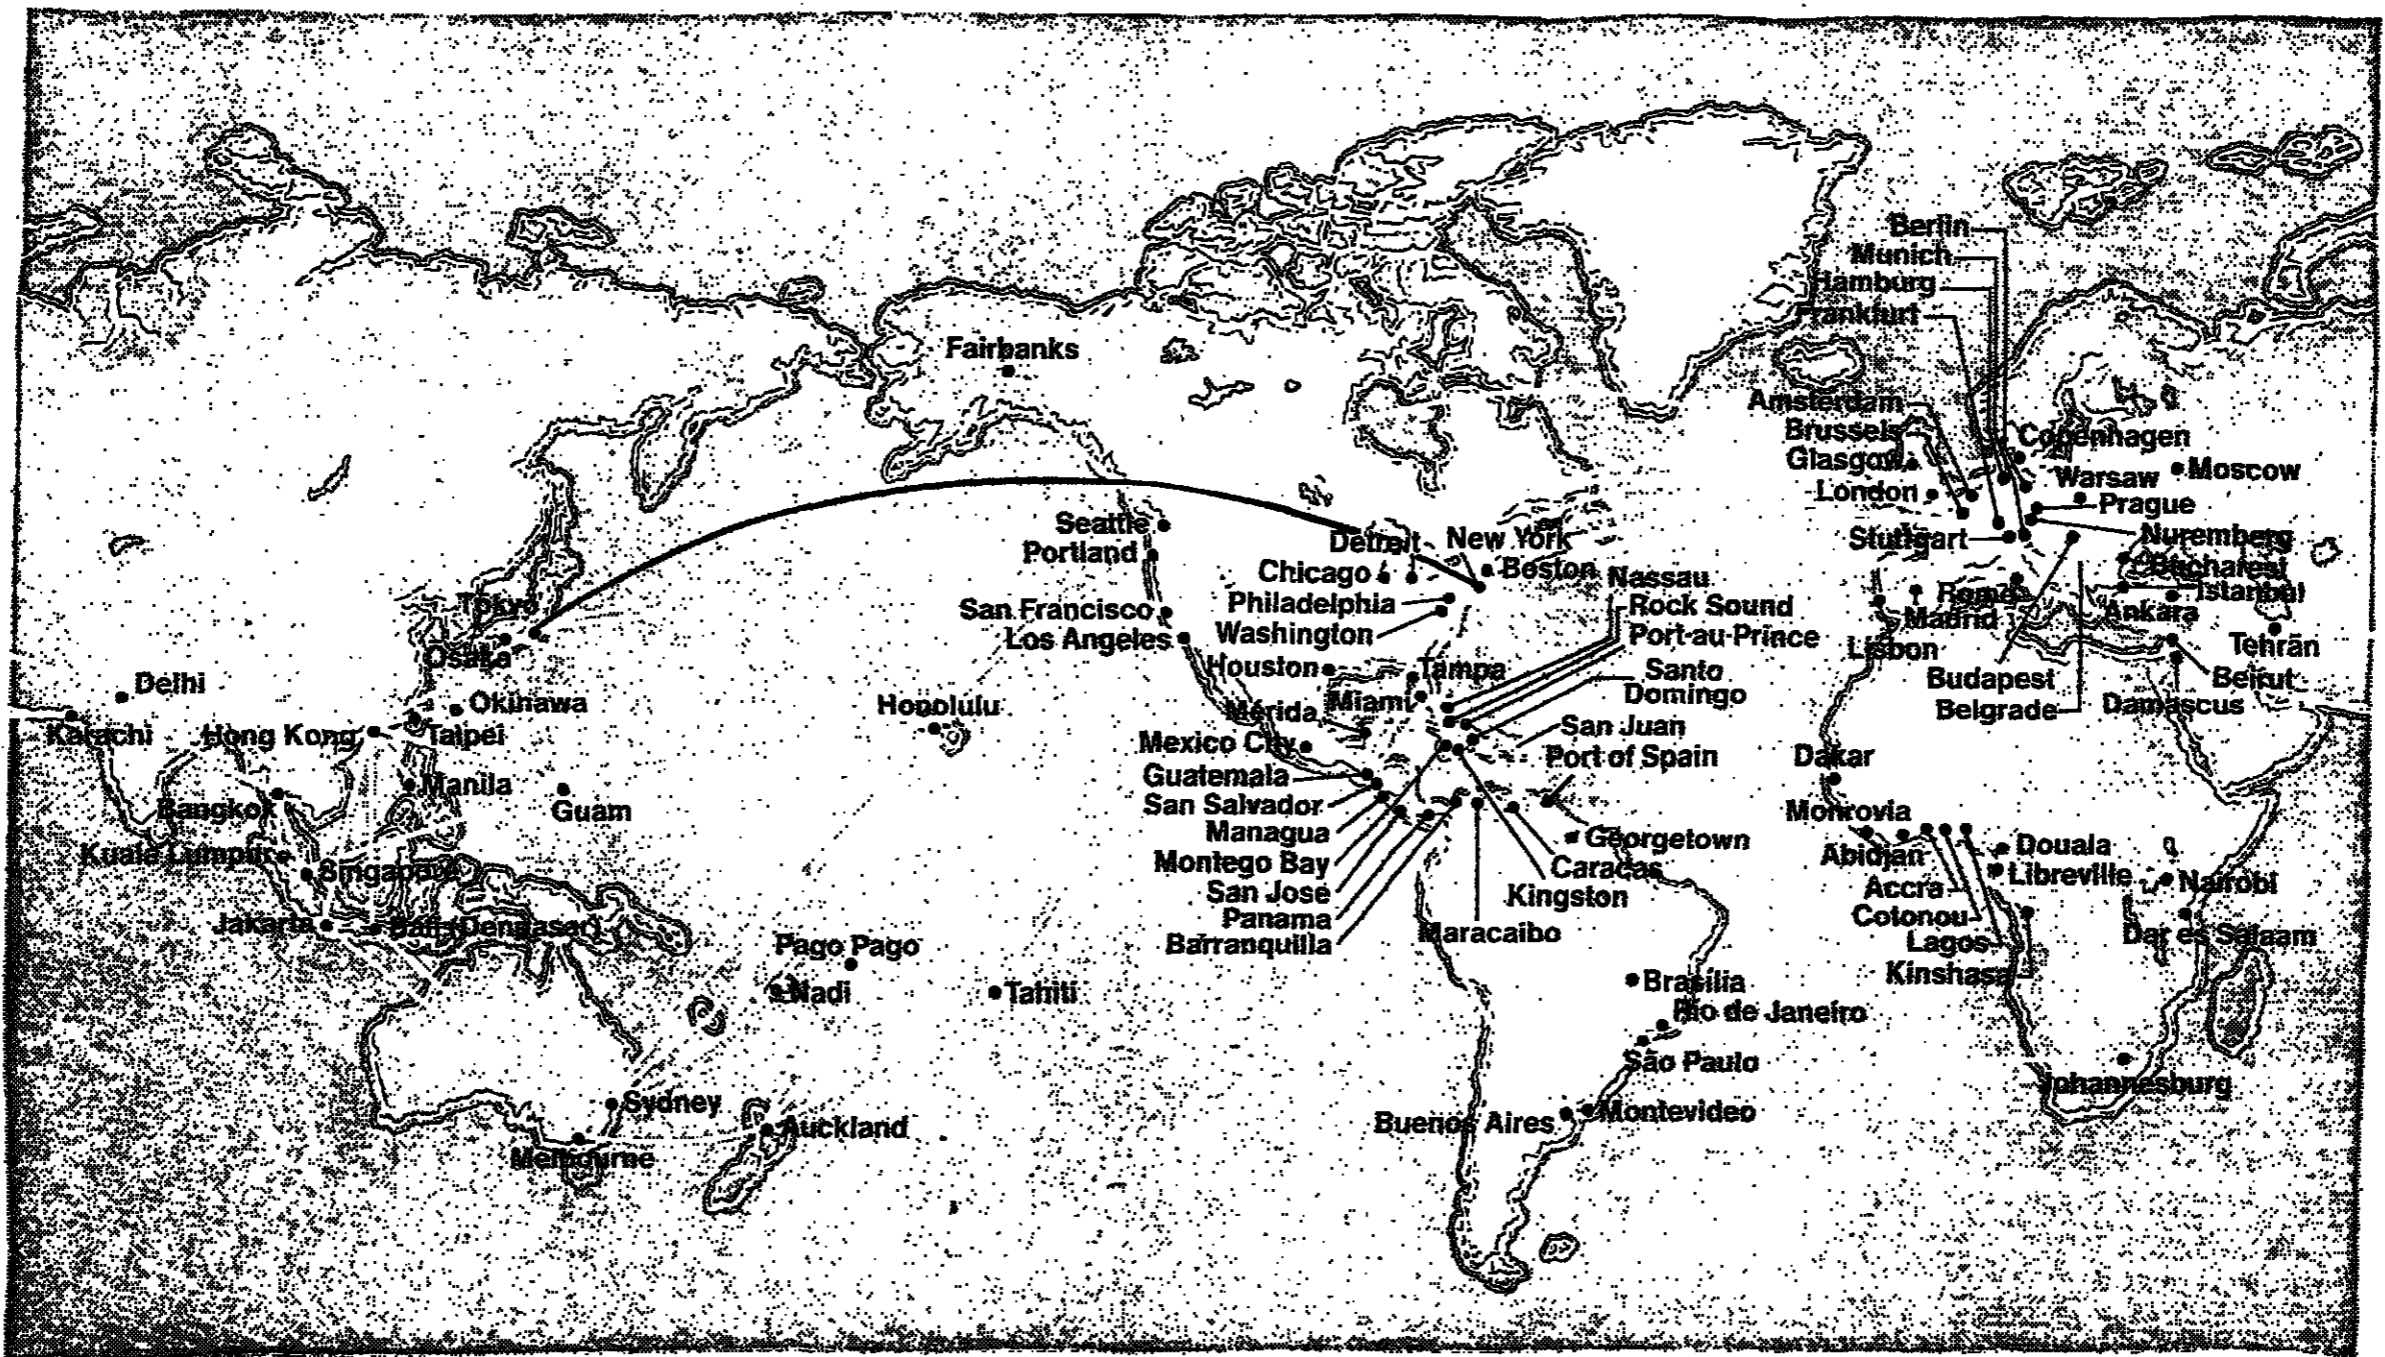 Berlin
Munich
Hamburg
Frankfurt
Fairbanks
Amsterdam
Brussels
Glasgow
London
Copenhagen
Warsaw
Moscow
Prague
Stuttgart
Nuremberg
Bucharest
Istanbul
Ankara
Rome
Madrid
Lisbon
Tehran
Budapest
Belgrade
Beirut
Damascus
Seattle
Portland
San Francisco
Los Angeles
Detroit
New York
Chicago
Boston
Philadelphia
Washington
Nassau
Rock Sound
Port-au-Prince
Houston
Tampa
Santo
Domingo
Miami
Mérida
San Juan
Mexico City
Port of Spain
Guatemala
San Salvador
Managua
Montego Bay
San José
Panama
Barranquilla
Georgetown
Caracas
Kingston
Maracaibo
Tokyo
Osaka
Delhi
Okinawa
Honolulu
Karachi
Hong Kong
Taipei
Manila
Guam
Bangkok
Kuala Lumpur
Singapore
Jakarta
Bali (Denpasar)
Pago Pago
Nadi
Tahiti
Dakar
Monrovia
Abidjan
Accra
Cotonou
Lagos
Kinshasa
Douala
Libreville
Nairobi
Dar es Salaam
Brasília
Rio de Janeiro
São Paulo
Johannesburg
Buenos Aires
Montevideo
Sydney
Auckland
Melbourne